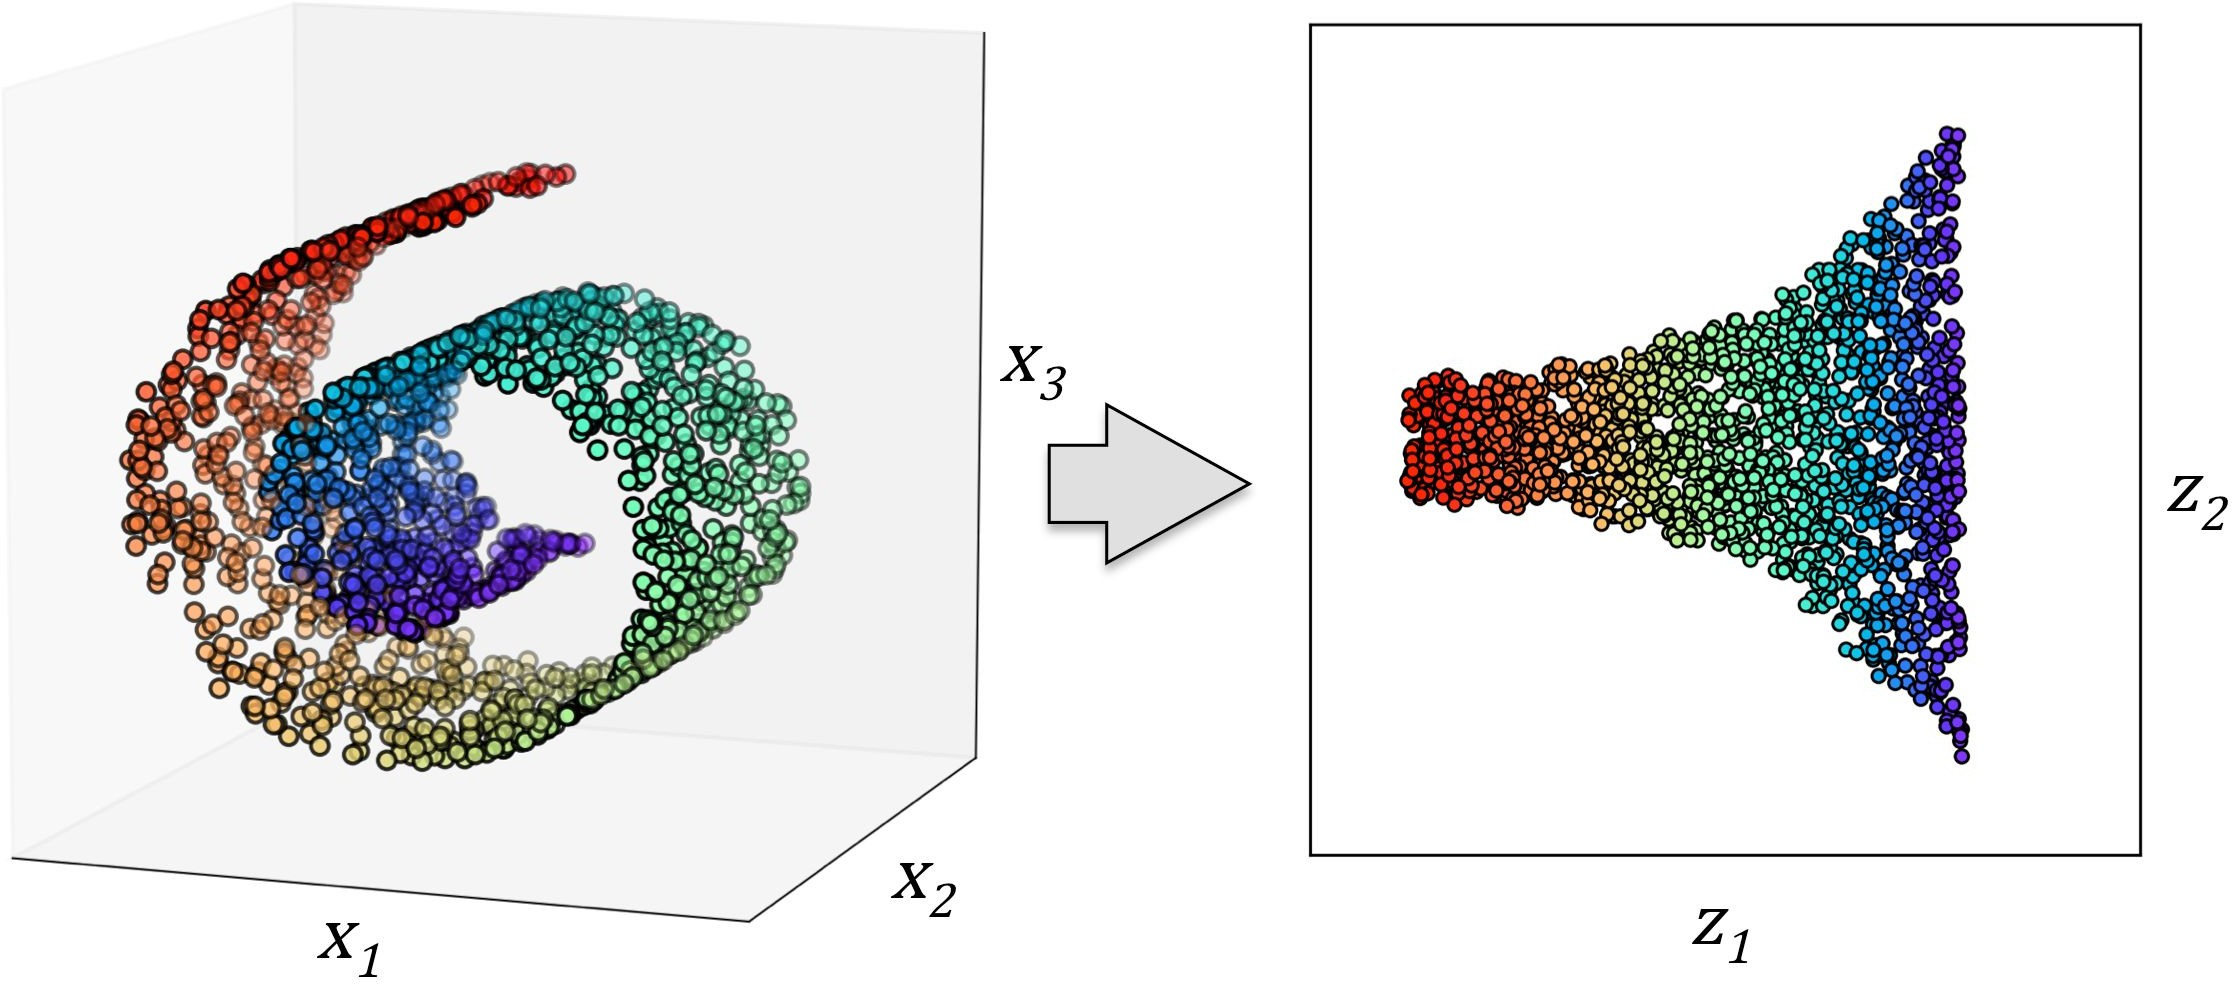 x₃
z₂
x₂
x₁
z₁